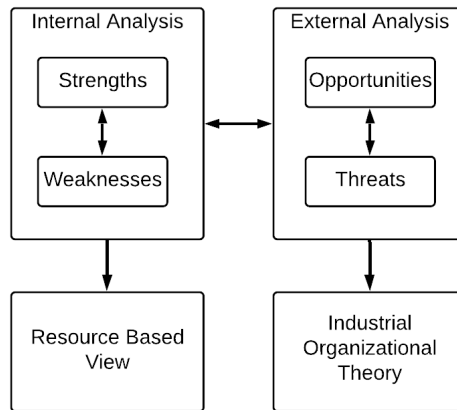 Internal Analysis
Strengths
Weaknesses
External Analysis
Opportunities
Threats
Resource Based
View
Industrial
Organizational
Theory